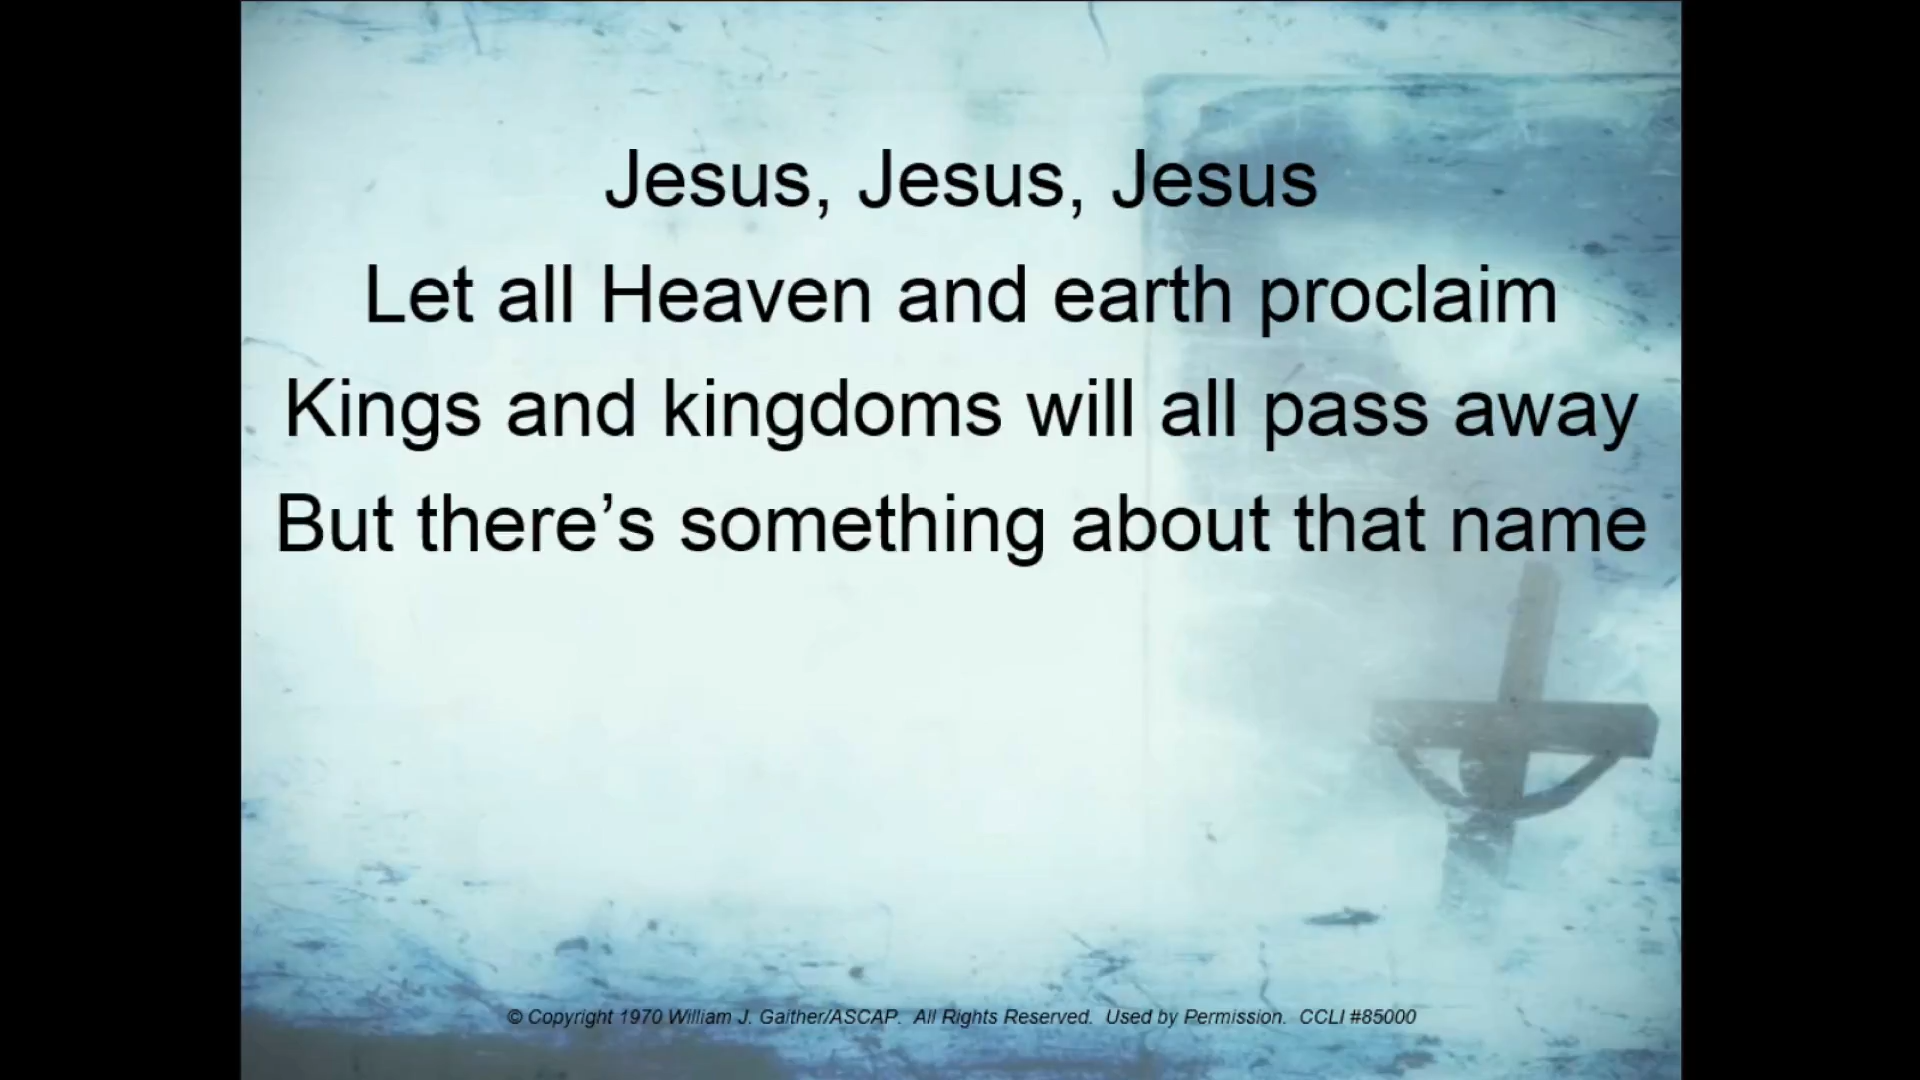 Jesus, Jesus, Jesus
Let all Heaven and earth proclaim
Kings and kingdoms will all pass away
But there’s something about that name
© Copyright 1970 William J. Gaither/ASCAP.  All Rights Reserved.  Used by Permission.  CCLI #85000